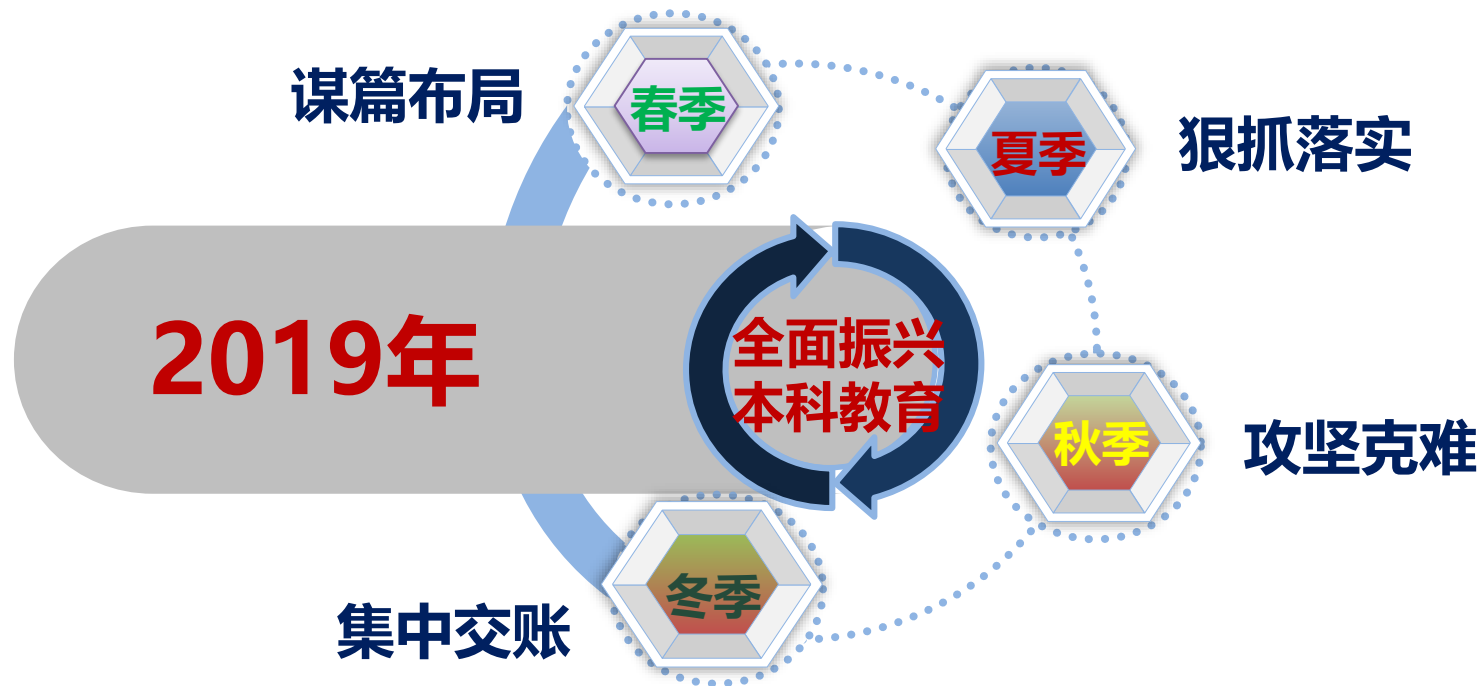 谋篇布局
春季
夏季
狠抓落实
2019年
全面振兴
本科教育
秋季
攻坚克难
冬季
集中交账